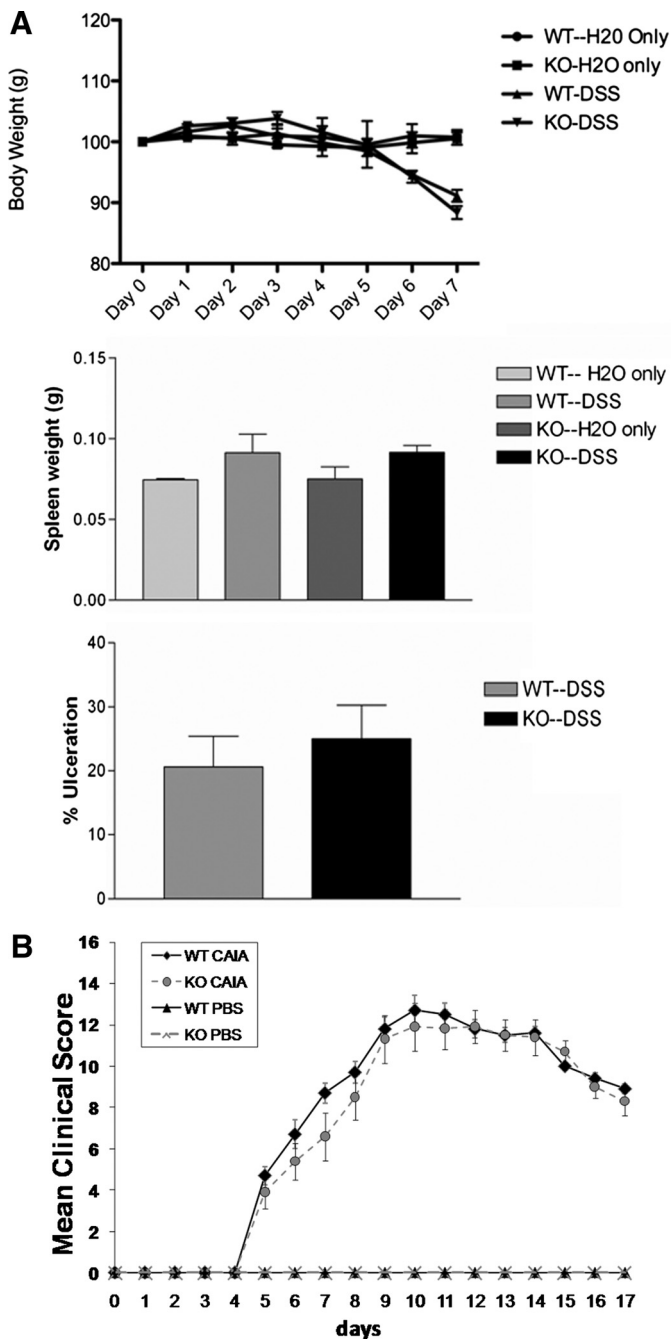 A
Body Weight (g)
120
110
100
90
80
Day 0
Day 1
Day 2
Day 3
Day 4
Day 5
Day 6
Day 7
WT--H20 Only
KO-H2O only
WT-DSS
KO-DSS
Spleen weight (g)
0.15
0.10
0.05
0.00
WT-- H2O only
WT--DSS
KO--H2O only
KO--DSS
% Ulceration
40
30
20
10
0
WT--DSS
KO--DSS
B
Mean Clinical Score
16
14
12
10
8
6
4
2
0
WT CAIA
KO CAIA
WT PBS
KO PBS
0 1 2 3 4 5 6 7 8 9 10 11 12 13 14 15 16 17
days